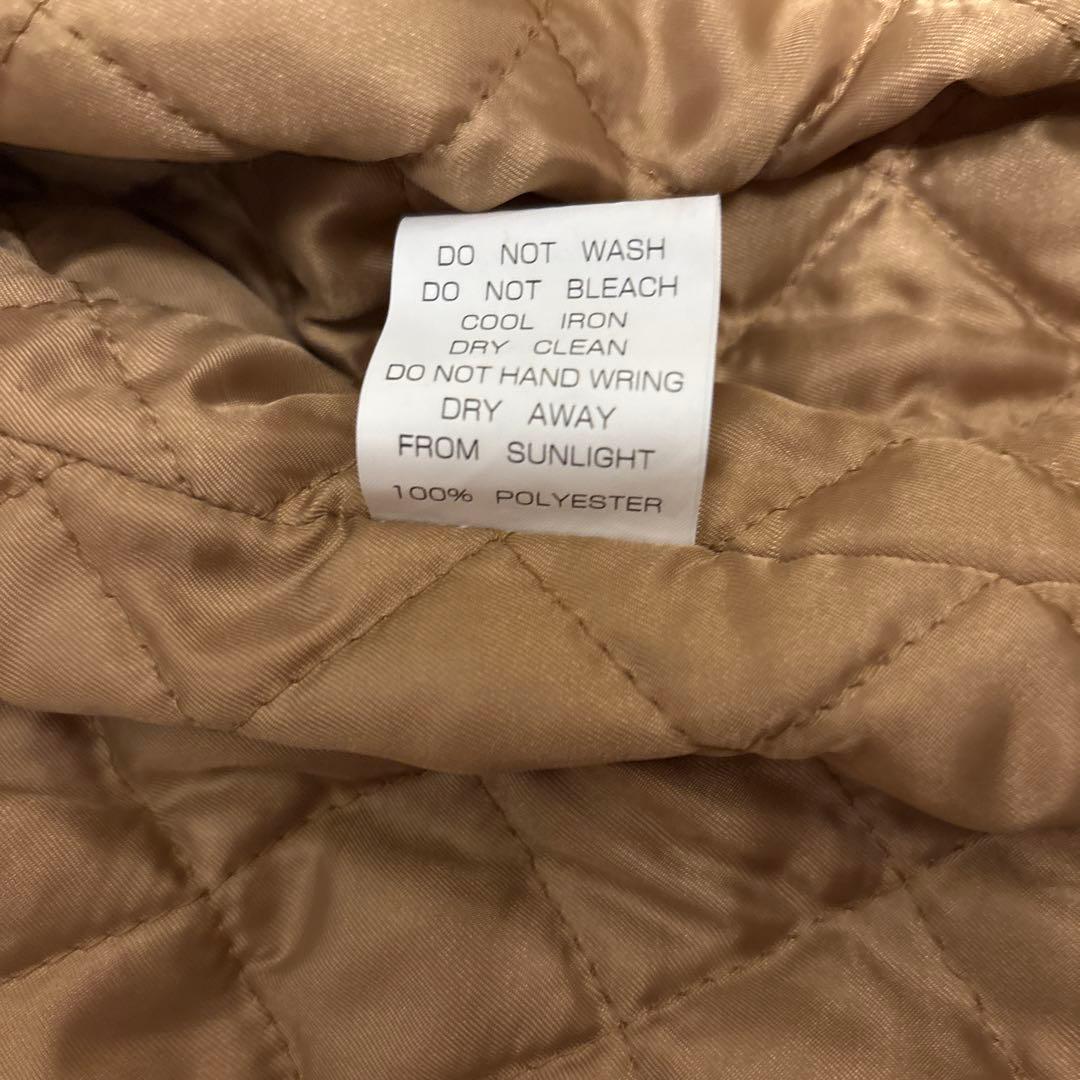 DO NOT WASH
DO NOT BLEACH
COOL IRON
DRY CLEAN
DO NOT HAND WRING
DRY AWAY
FROM SUNLIGHT
100% POLYESTER